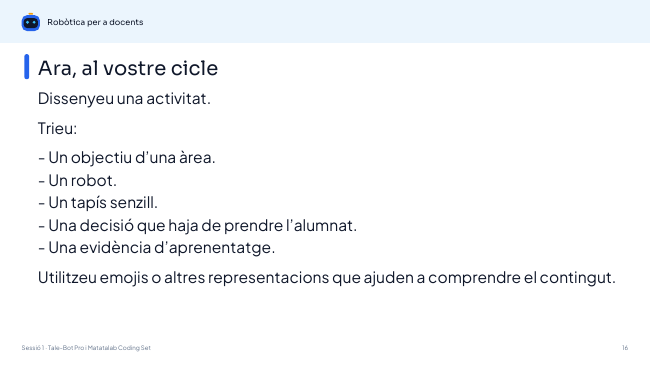 Robòtica per a docents
Ara, al vostre cicle
Dissenyeu una activitat.
Trieu:
- Un objectiu d’una àrea.
- Un robot.
- Un tapís senzill.
- Una decisió que haja de prendre l’alumnat.
- Una evidència d’aprenentatge.
Utilitzeu emojis o altres representacions que ajuden a comprendre el contingut.
Sessió 1 · Tale-Bot Pro i Matatalab Coding Set
16